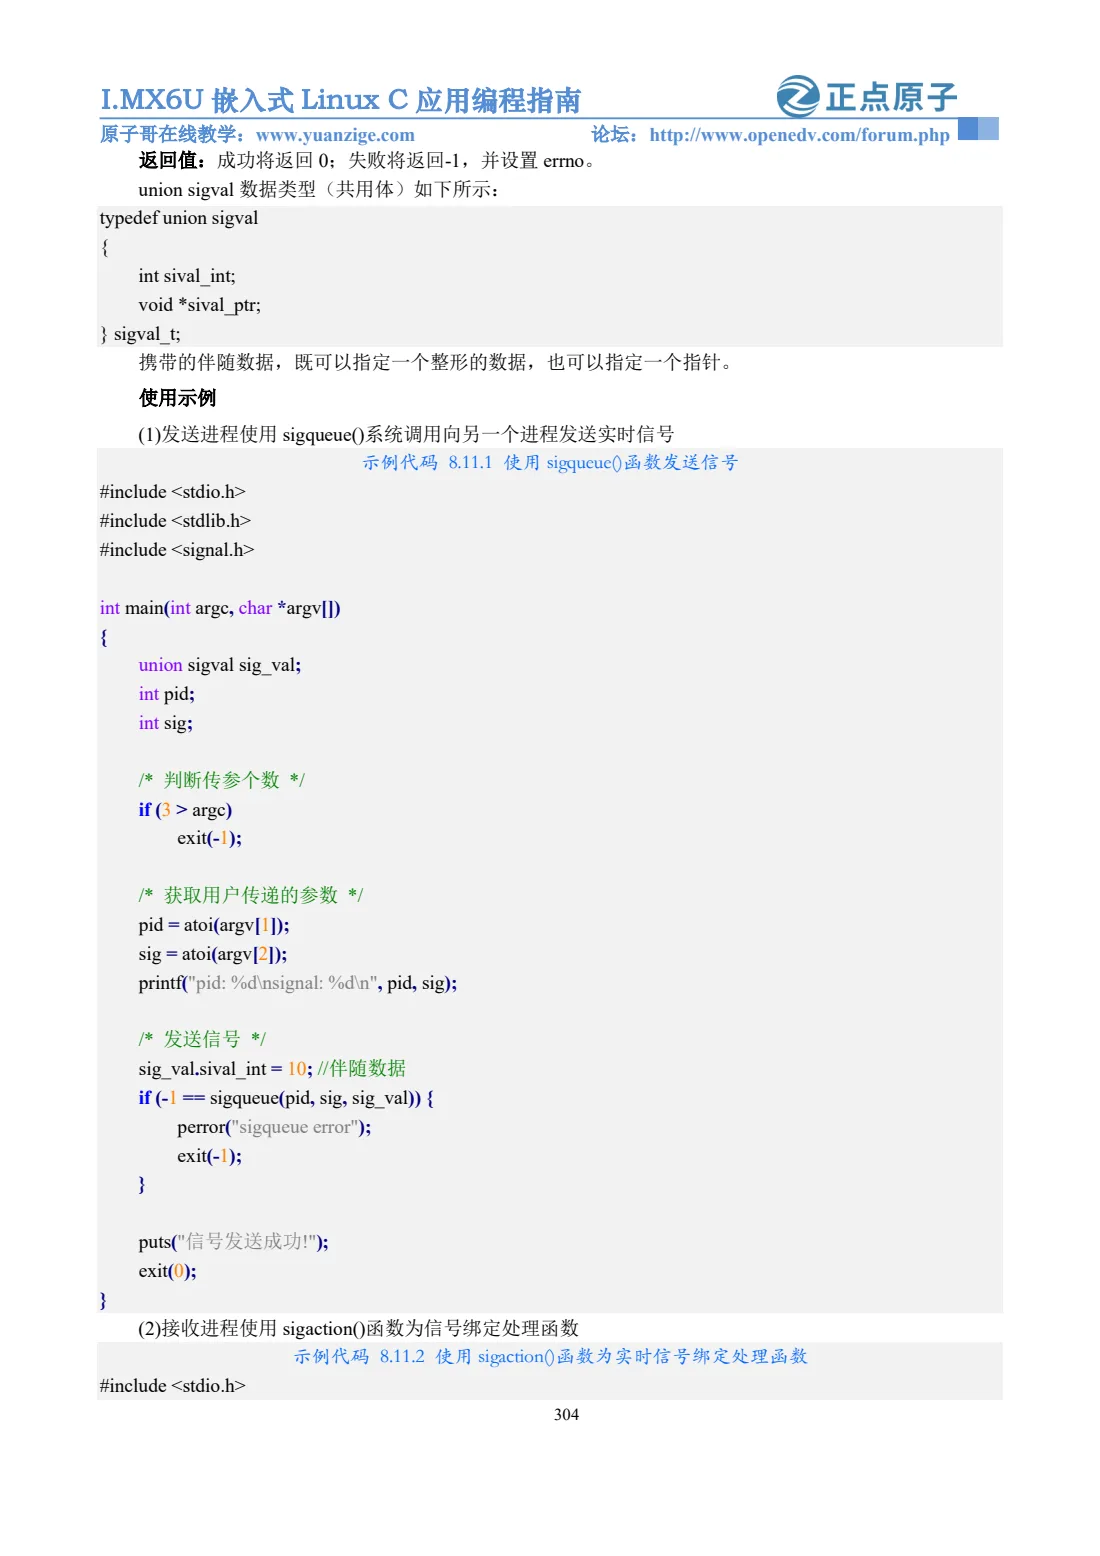 I.MX6U 嵌入式 Linux C 应用编程指南
正点原子
原子哥在线教学：www.yuanzige.com 论坛：http://www.openedv.com/forum.php
返回值：成功将返回 0；失败将返回-1，并设置 errno。
union sigval 数据类型（共用体）如下所示：
typedef union sigval
{
int sival_int;
void *sival_ptr;
} sigval_t;
携带的伴随数据，既可以指定一个整形的数据，也可以指定一个指针。
使用示例
(1)发送进程使用 sigqueue()系统调用向另一个进程发送实时信号
示例代码 8.11.1 使用 sigqueue()函数发送信号
#include <stdio.h>
#include <stdlib.h>
#include <signal.h>
int main(int argc, char *argv[])
{
union sigval sig_val;
int pid;
int sig;
/* 判断传参个数 */
if (3 > argc)
exit(-1);
/* 获取用户传递的参数 */
pid = atoi(argv[1]);
sig = atoi(argv[2]);
printf("pid: %d\nsignal: %d\n", pid, sig);
/* 发送信号 */
sig_val.sival_int = 10; //伴随数据
if (-1 == sigqueue(pid, sig, sig_val)) {
perror("sigqueue error");
exit(-1);
}
puts("信号发送成功!");
exit(0);
}
(2)接收进程使用 sigaction()函数为信号绑定处理函数
示例代码 8.11.2 使用 sigaction()函数为实时信号绑定处理函数
#include <stdio.h>
304